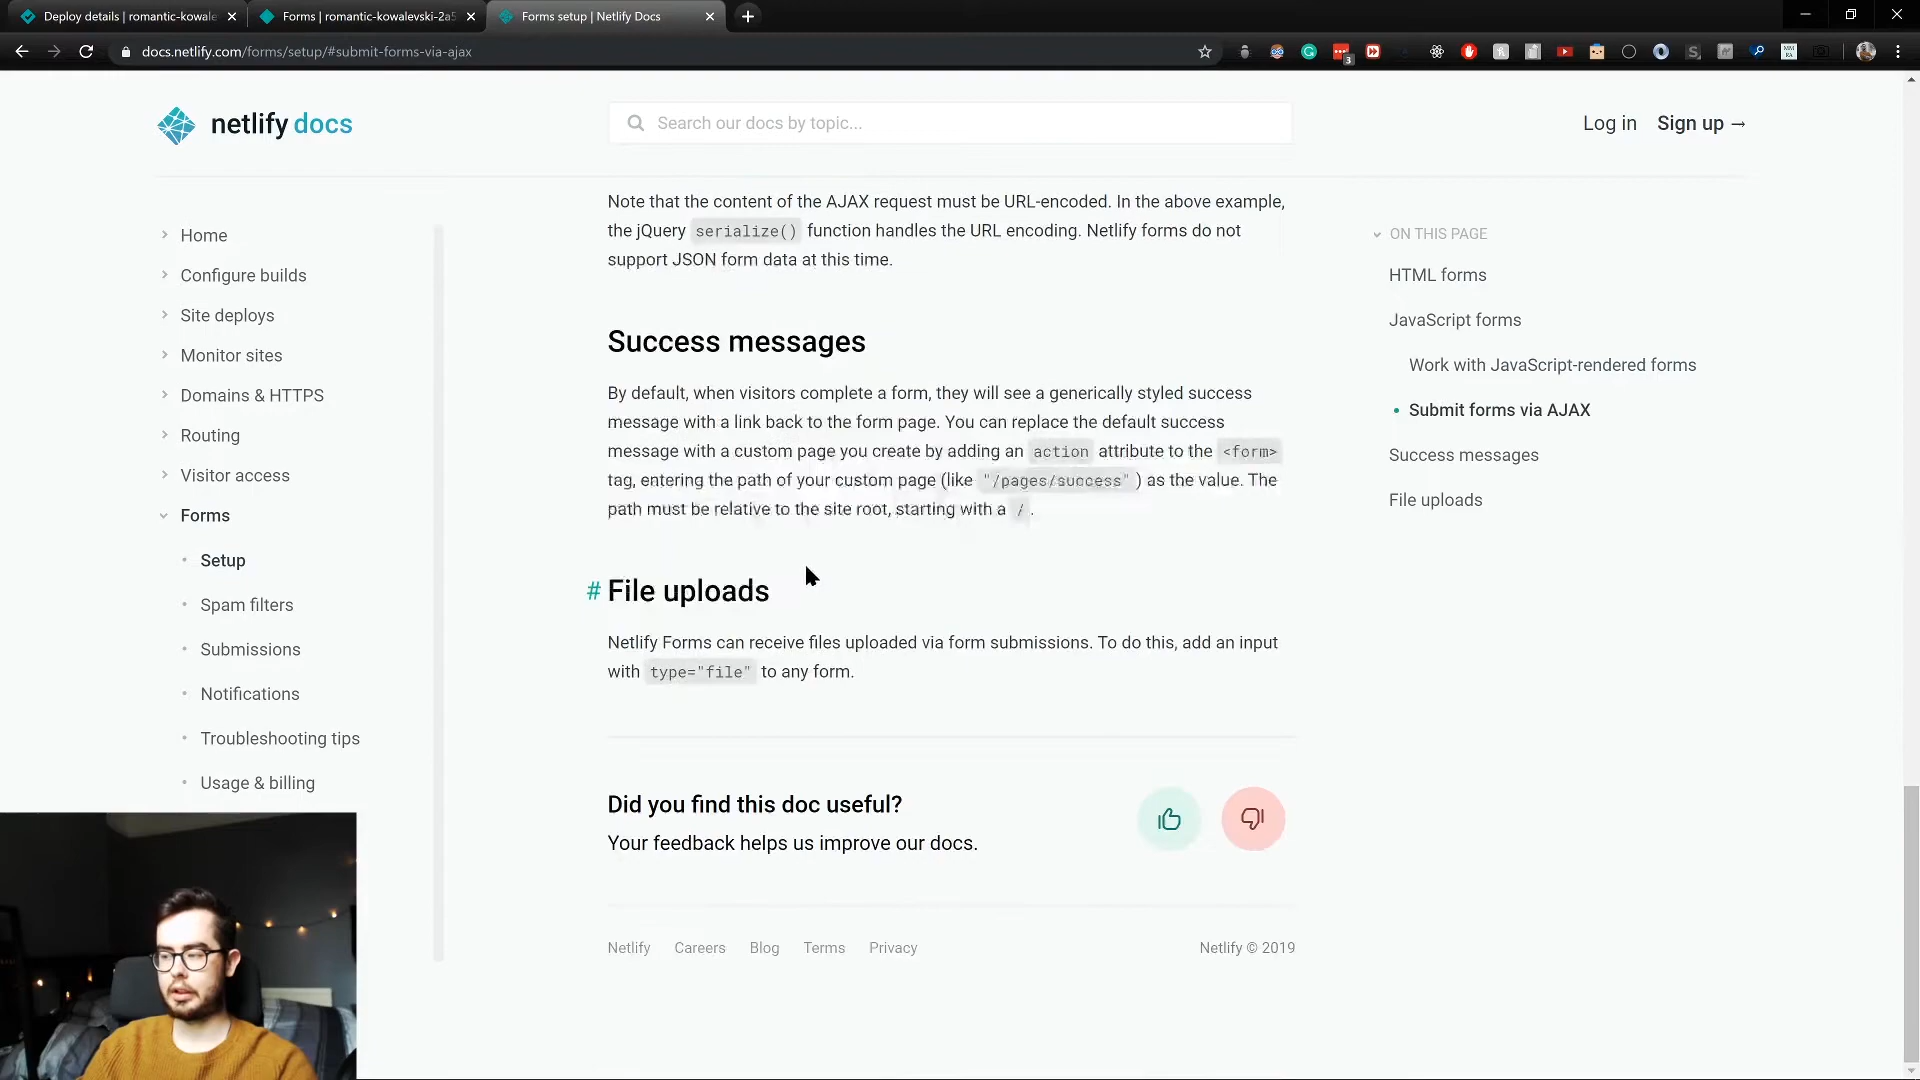 Deploy details | romantic-kowale
Forms | romantic-kowalevski-2a5
Forms setup | Netlify Docs
docs.netlify.com/forms/setup/#submit-forms-via-ajax
netlify docs
Search our docs by topic...
Log in
Sign up →
Home
Configure builds
Site deploys
Monitor sites
Domains & HTTPS
Routing
Visitor access
Forms
Setup
Spam filters
Submissions
Notifications
Troubleshooting tips
Usage & billing
Note that the content of the AJAX request must be URL-encoded. In the above example,
the jQuery serialize() function handles the URL encoding. Netlify forms do not
support JSON form data at this time.
Success messages
By default, when visitors complete a form, they will see a generically styled success
message with a link back to the form page. You can replace the default success
message with a custom page you create by adding an action attribute to the <form>
tag, entering the path of your custom page (like "/pages/success" ) as the value. The
path must be relative to the site root, starting with a / .
# File uploads
Netlify Forms can receive files uploaded via form submissions. To do this, add an input
with type="file" to any form.
Did you find this doc useful?
Your feedback helps us improve our docs.
Netlify Careers Blog Terms Privacy
Netlify © 2019
ON THIS PAGE
HTML forms
JavaScript forms
Work with JavaScript-rendered forms
Submit forms via AJAX
Success messages
File uploads